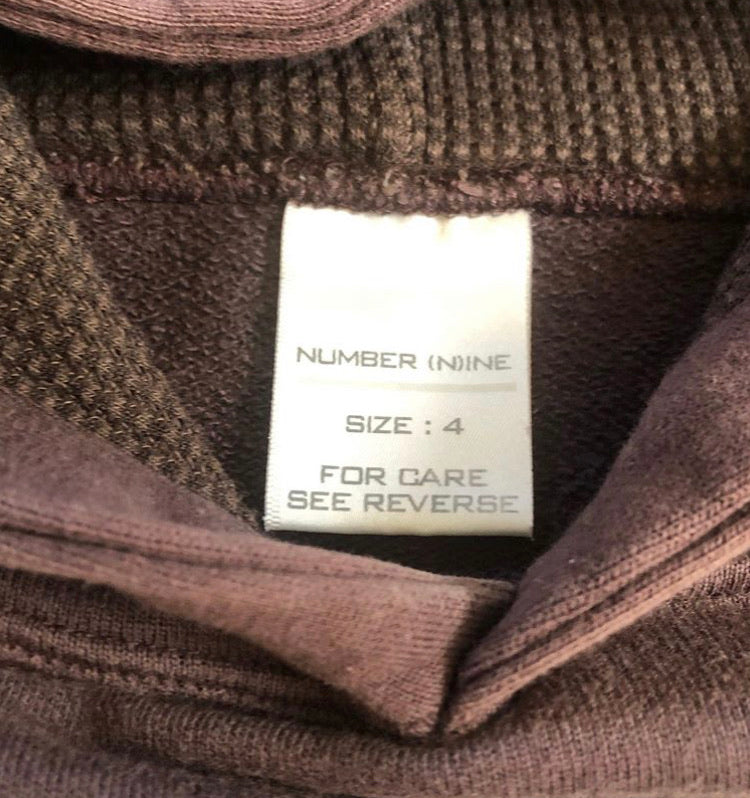 NUMBER (N)INE
SIZE : 4
FOR CARE
SEE REVERSE